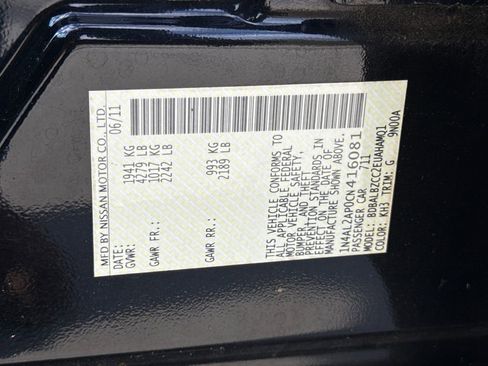 MFD BY NISSAN MOTOR CO., LTD.
06/11
GVWR: 1941 KG
4279 LB
GAWR FR: 1017 KG
2242 LB
GAWR RR: 993 KG
2189 LB
THIS VEHICLE CONFORMS TO
ALL APPLICABLE FEDERAL
MOTOR VEHICLE SAFETY,
BUMPER, AND THEFT
PREVENTION STANDARDS IN
EFFECT ON THE DATE OF
MANUFACTURE SHOWN ABOVE.
1N4AL2AP0CN416081
PASSENGER CAR 7/11
MODEL: BDBALBZCC2EUAHAMQ1
COLOR: KH3 TRIM: G 9N00A